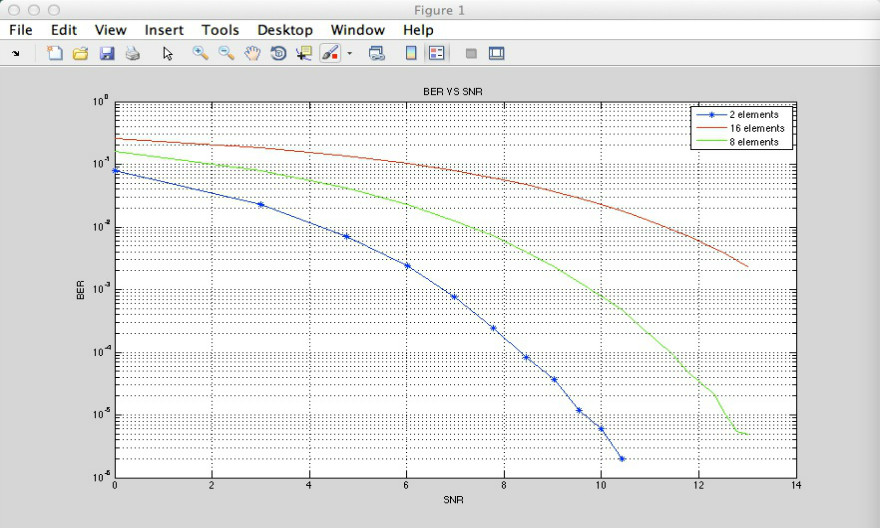 Figure 1
File Edit View Insert Tools Desktop Window Help
BER VS SNR
2 elements
16 elements
8 elements
10^0
10^-1
10^-2
10^-3
10^-4
10^-5
10^-6
BER
0 2 4 6 8 10 12 14
SNR